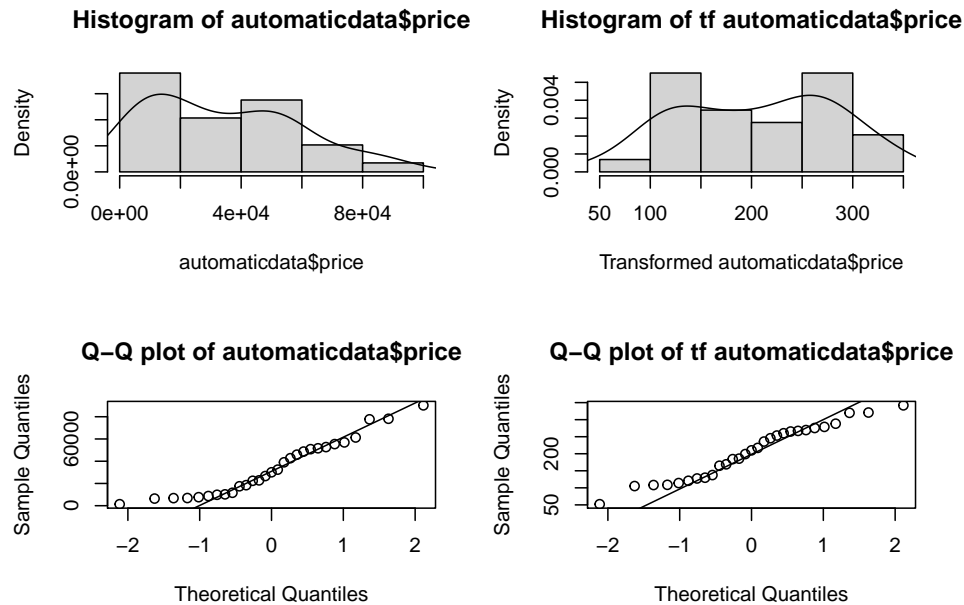 Histogram of automaticdata$price
Density
0.0e+00
0e+00 4e+04 8e+04
automaticdata$price
Histogram of tf automaticdata$price
Density
0.000 0.004
50 100 200 300
Transformed automaticdata$price
Q−Q plot of automaticdata$price
Sample Quantiles
0 60000
−2 −1 0 1 2
Theoretical Quantiles
Q−Q plot of tf automaticdata$price
Sample Quantiles
50 200
−2 −1 0 1 2
Theoretical Quantiles